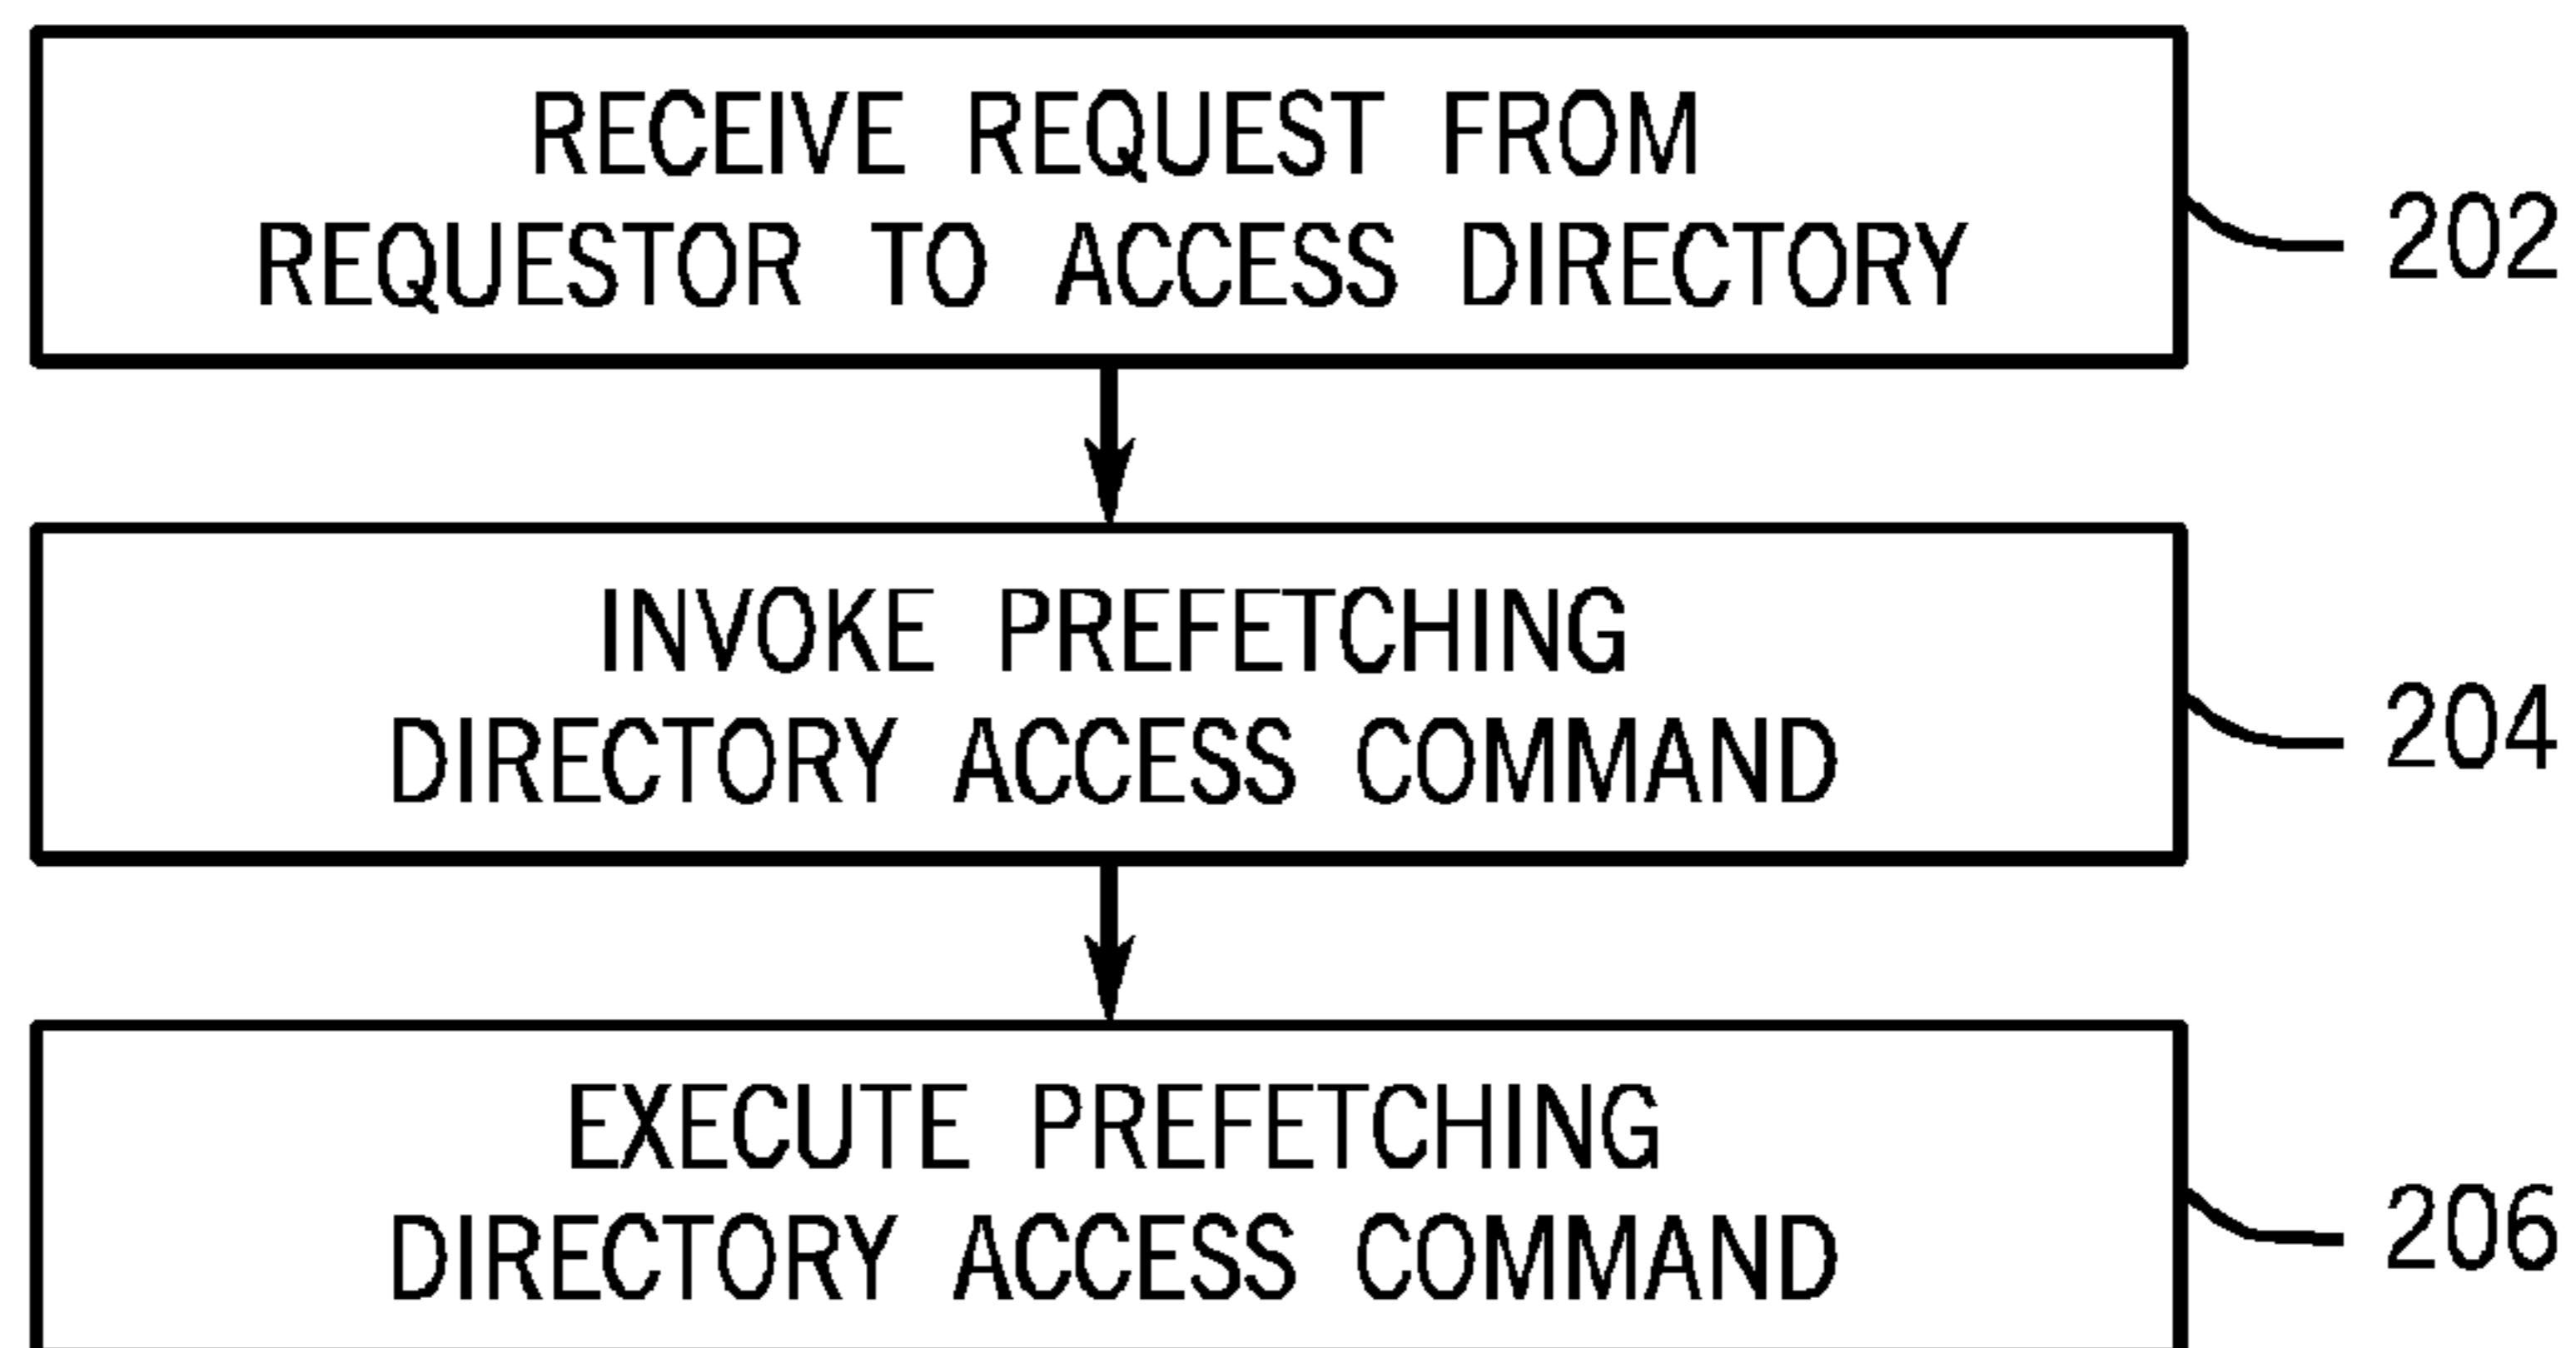 RECEIVE REQUEST FROM
REQUESTOR TO ACCESS DIRECTORY
202
INVOKE PREFETCHING
DIRECTORY ACCESS COMMAND
204
EXECUTE PREFETCHING
DIRECTORY ACCESS COMMAND
206